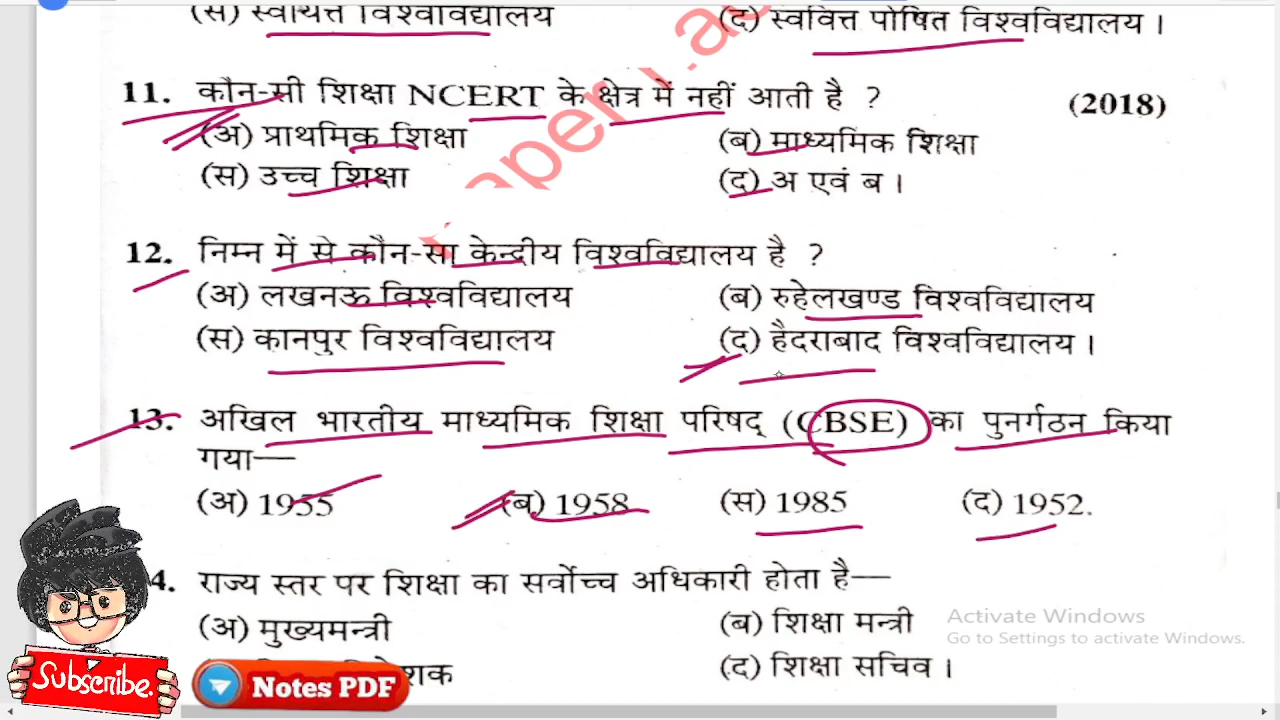 (स) स्वायत्त विश्वविद्यालय (द) स्ववित्त पोषित विश्वविद्यालय ।
11. कौन-सी शिक्षा NCERT के क्षेत्र में नहीं आती है ? (2018)
(अ) प्राथमिक शिक्षा (ब) माध्यमिक शिक्षा
(स) उच्च शिक्षा (द) अ एवं ब ।
12. निम्न में से कौन-सा केन्द्रीय विश्वविद्यालय है ?
(अ) लखनऊ विश्वविद्यालय (ब) रुहेलखण्ड विश्वविद्यालय
(स) कानपुर विश्वविद्यालय (द) हैदराबाद विश्वविद्यालय ।
13. अखिल भारतीय माध्यमिक शिक्षा परिषद् (CBSE) का पुनर्गठन किया
गया—
(अ) 1955 (ब) 1958 (स) 1985 (द) 1952.
4. राज्य स्तर पर शिक्षा का सर्वोच्च अधिकारी होता है—
(अ) मुख्यमन्त्री (ब) शिक्षा मन्त्री
(द) शिक्षा सचिव ।
Activate Windows
Go to Settings to activate Windows.
Subscribe.
Notes PDF